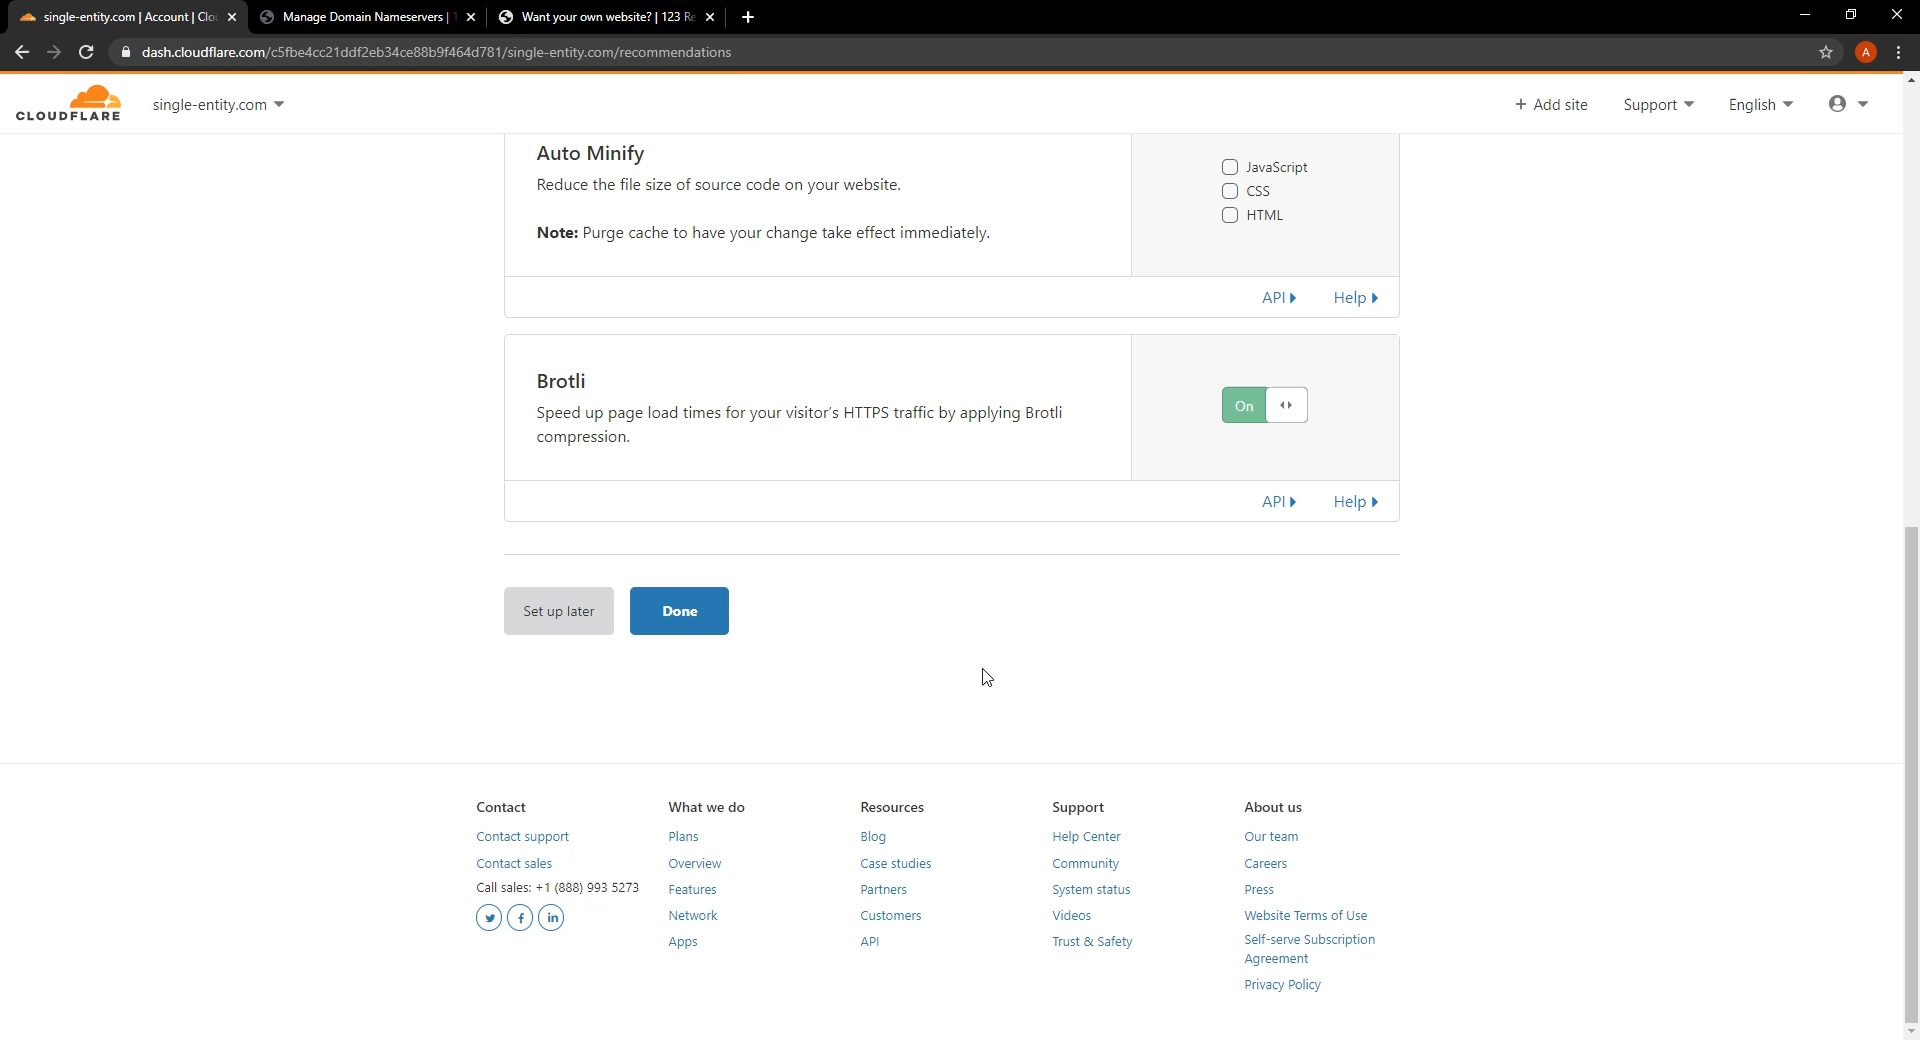 single-entity.com | Account | Clou
Manage Domain Nameservers |
Want your own website? | 123 Re
dash.cloudflare.com/c5fbe4cc21ddf2eb34ce88b9f464d781/single-entity.com/recommendations
A
CLOUDFLARE
single-entity.com
+ Add site
Support
English
Auto Minify
Reduce the file size of source code on your website.
Note: Purge cache to have your change take effect immediately.
JavaScript
CSS
HTML
API
Help
Brotli
Speed up page load times for your visitor's HTTPS traffic by applying Brotli
compression.
On
API
Help
Set up later
Done
Contact
Contact support
Contact sales
Call sales: +1 (888) 993 5273
What we do
Plans
Overview
Features
Network
Apps
Resources
Blog
Case studies
Partners
Customers
API
Support
Help Center
Community
System status
Videos
Trust & Safety
About us
Our team
Careers
Press
Website Terms of Use
Self-serve Subscription
Agreement
Privacy Policy